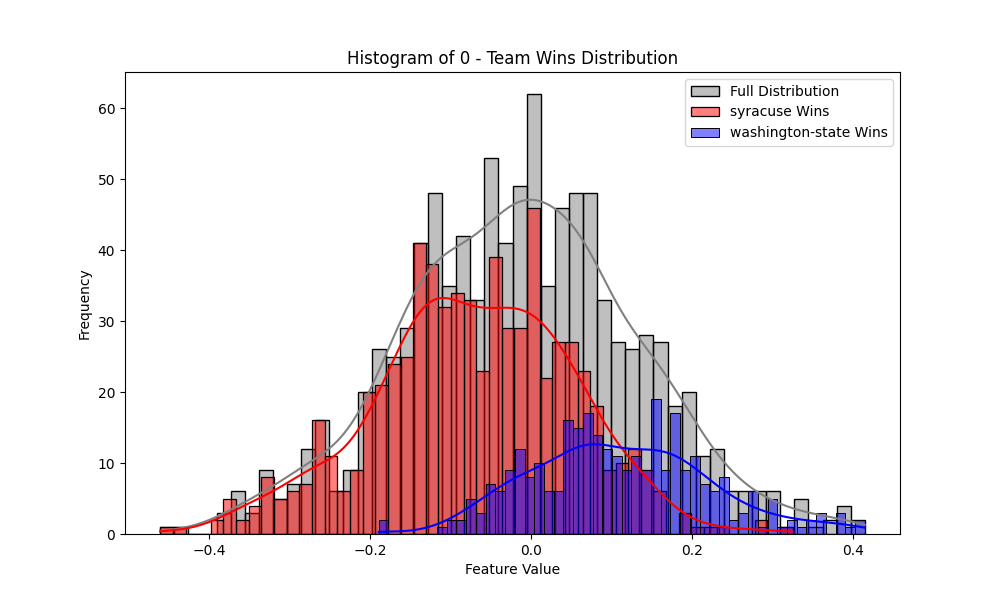 Histogram of 0 - Team Wins Distribution
Full Distribution
syracuse Wins
washington-state Wins
Frequency
60
50
40
30
20
10
0
−0.4
−0.2
0.0
0.2
0.4
Feature Value